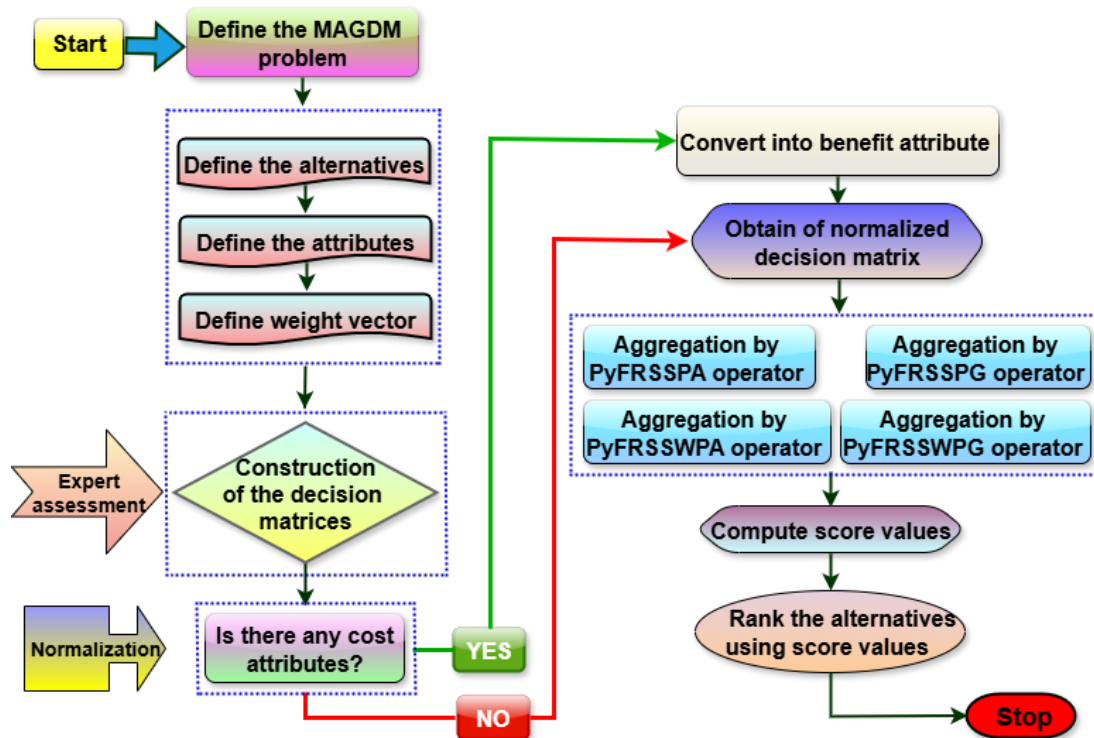 Start
Define the MAGDM
problem
Define the alternatives
Define the attributes
Define weight vector
Expert
assessment
Construction
of the decision
matrices
Normalization
Is there any cost
attributes?
YES
NO
Convert into benefit attribute
Obtain of normalized
decision matrix
Aggregation by
PyFRSSPA operator
Aggregation by
PyFRSSPG operator
Aggregation by
PyFRSSWPA operator
Aggregation by
PyFRSSWPG operator
Compute score values
Rank the alternatives
using score values
Stop